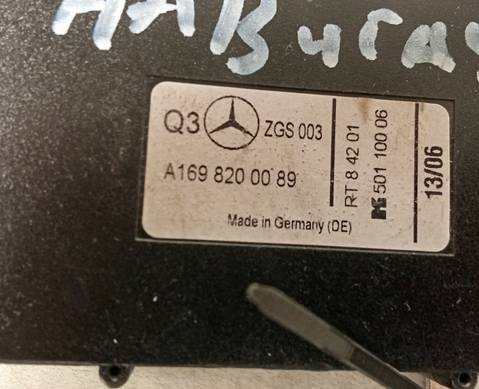 Q3 ZGS 003
A169 820 00 89
Made in Germany (DE)
RT 8 42 01
501 100 06
13/06